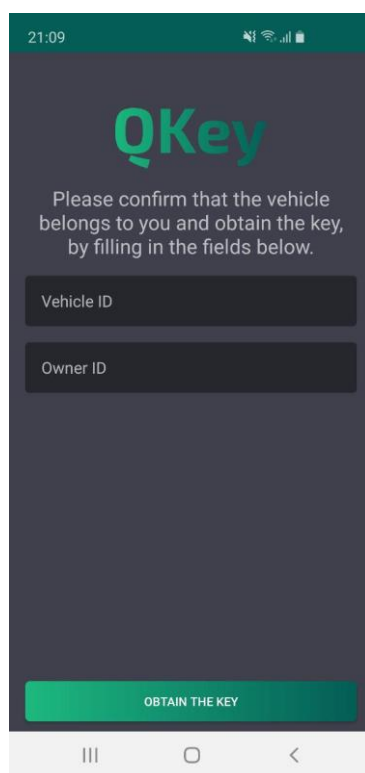 21:09
QKey
Please confirm that the vehicle
belongs to you and obtain the key,
by filling in the fields below.
Vehicle ID
Owner ID
OBTAIN THE KEY